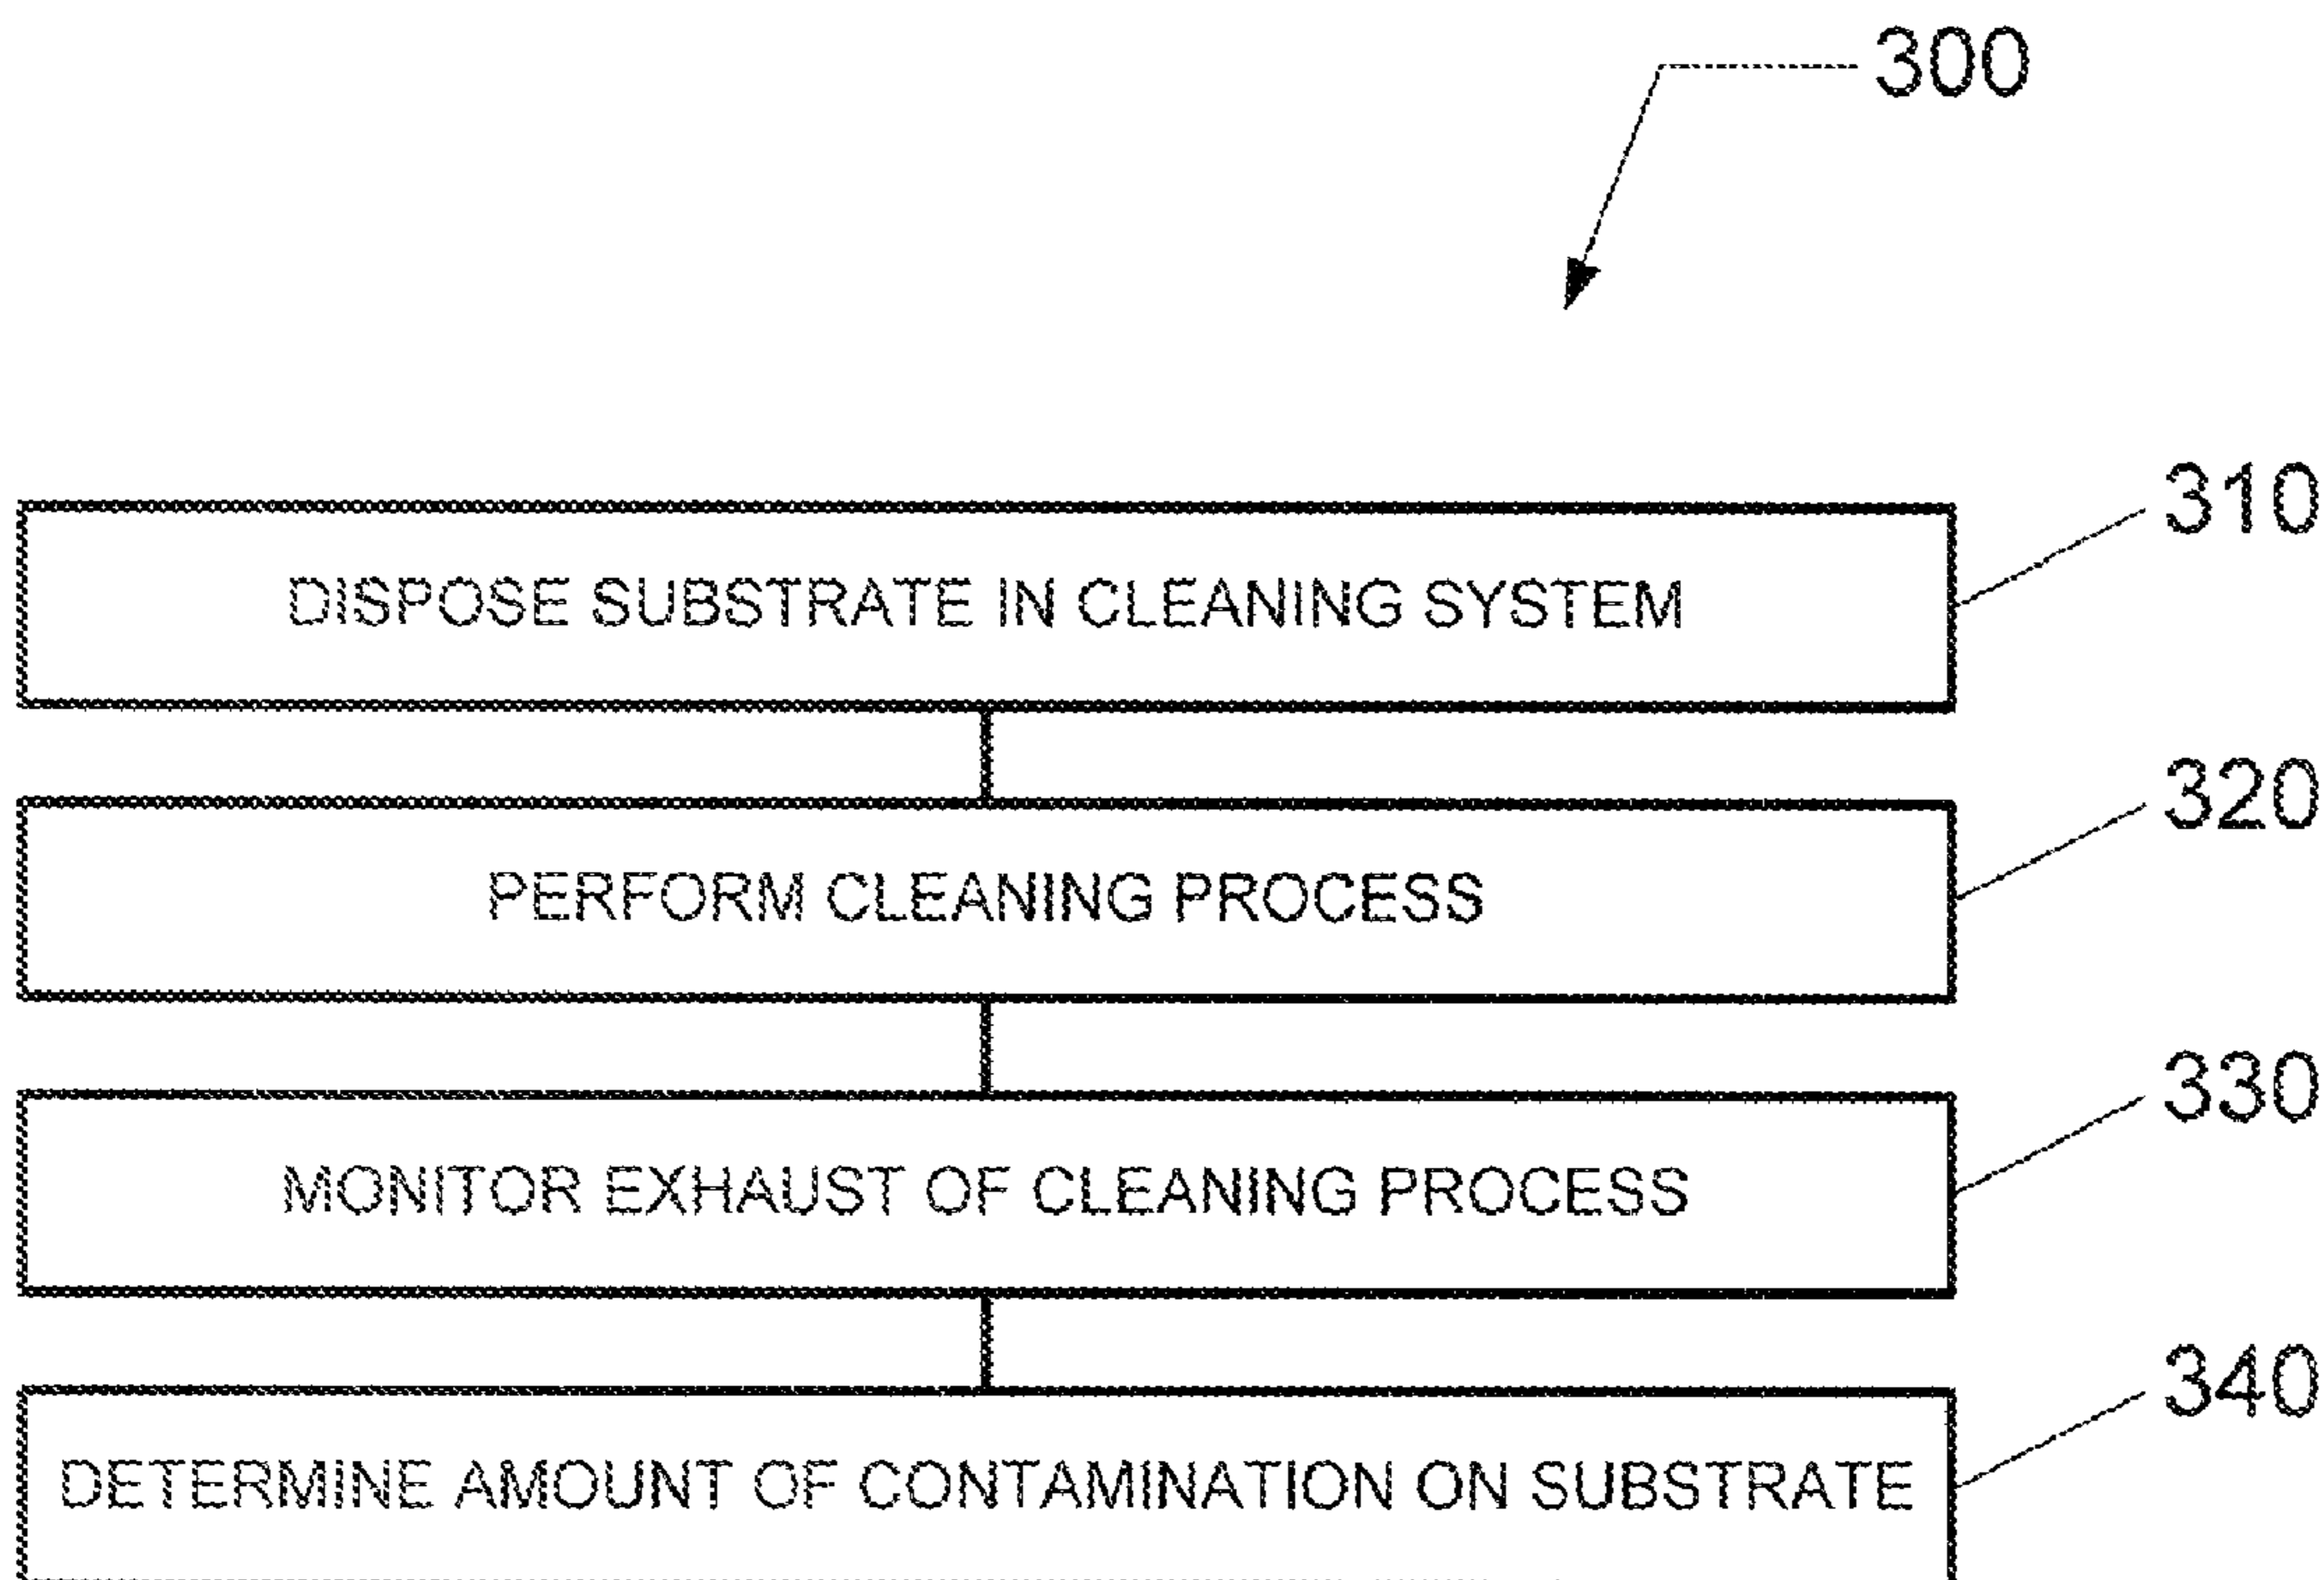 300
310
DISPOSE SUBSTRATE IN CLEANING SYSTEM
320
PERFORM CLEANING PROCESS
330
MONITOR EXHAUST OF CLEANING PROCESS
340
DETERMINE AMOUNT OF CONTAMINATION ON SUBSTRATE